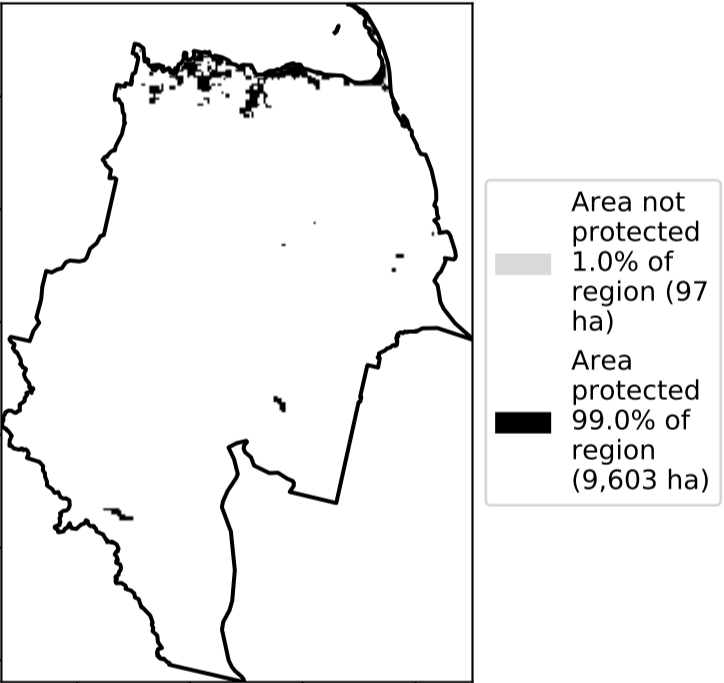 Area not
protected
1.0% of
region (97
ha)
Area
protected
99.0% of
region
(9,603 ha)